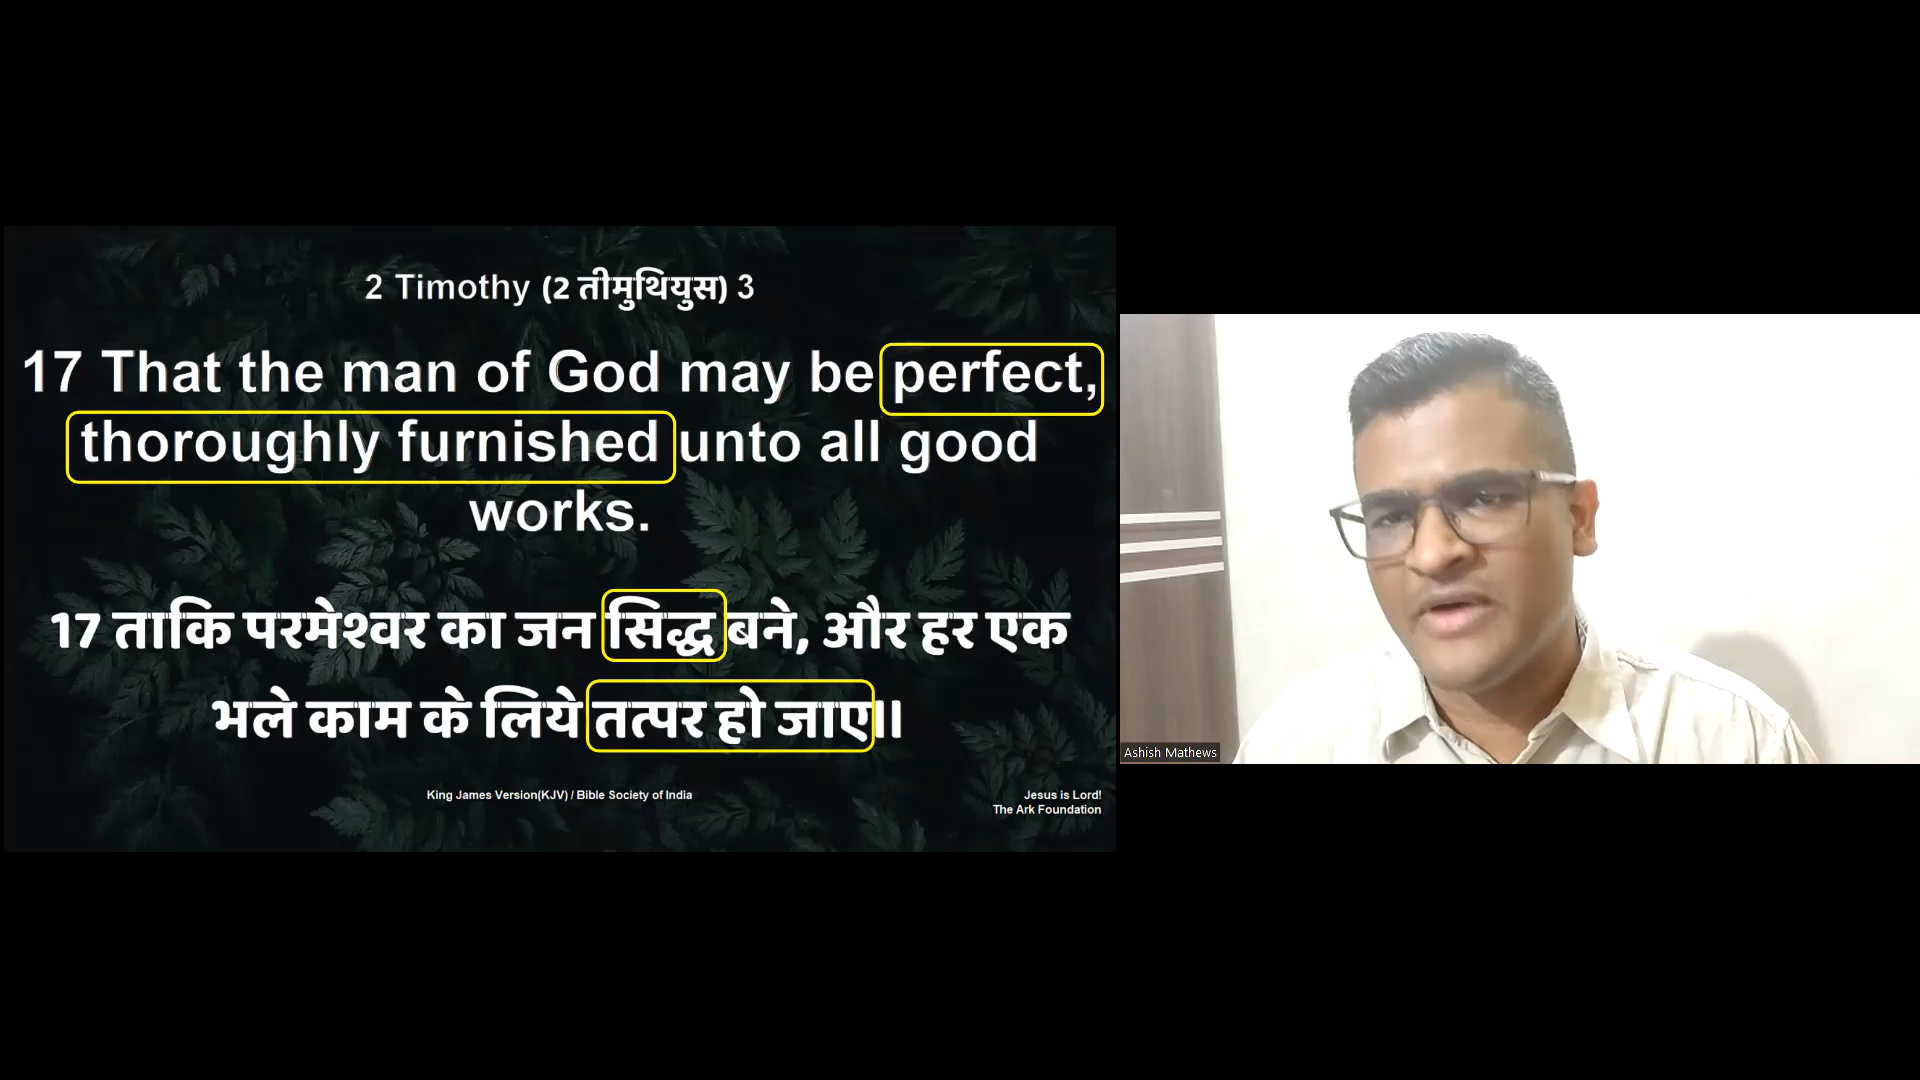 2 Timothy (2 तीमुथियुस) 3
17 That the man of God may be perfect,
thoroughly furnished unto all good
works.
17 ताकि परमेश्वर का जन सिद्ध बने, और हर एक
भले काम के लिये तत्पर हो जाए॥
King James Version(KJV) / Bible Society of India
Jesus is Lord!
The Ark Foundation
Ashish Mathews